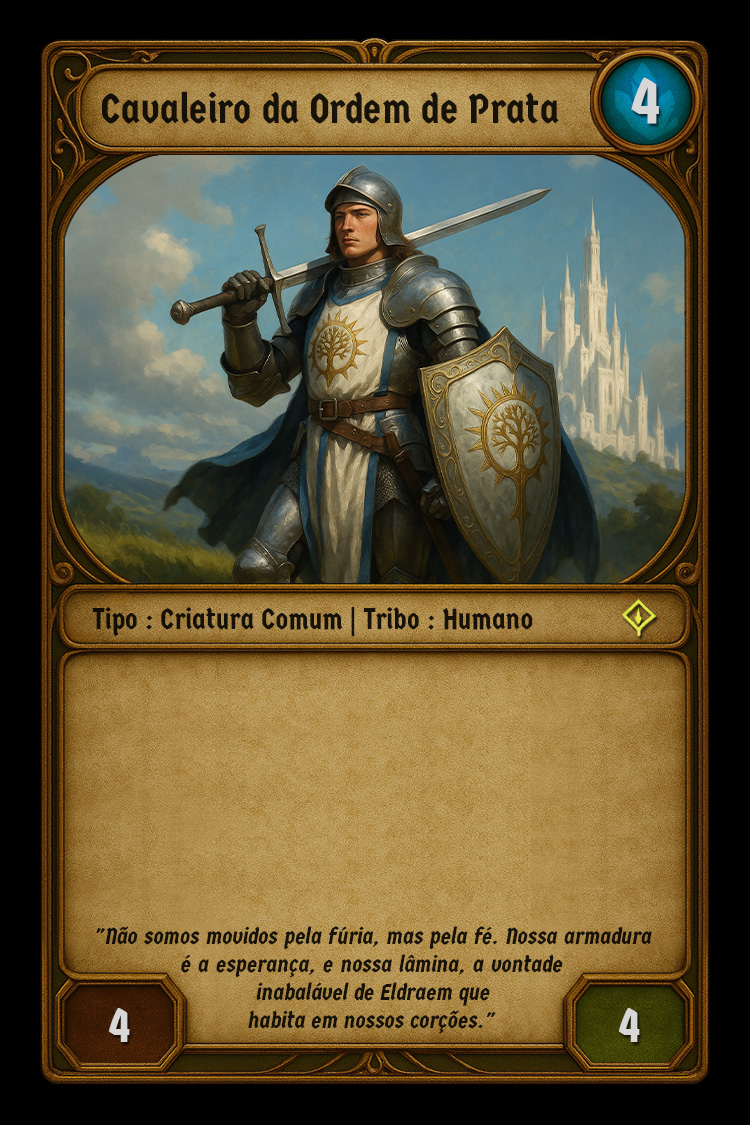 Cavaleiro da Ordem de Prata
4
Tipo : Criatura Comum | Tribo : Humano
"Não somos movidos pela fúria, mas pela fé. Nossa armadura
é a esperança, e nossa lâmina, a vontade
inabalável de Eldraem que
habita em nossos corções."
4
4